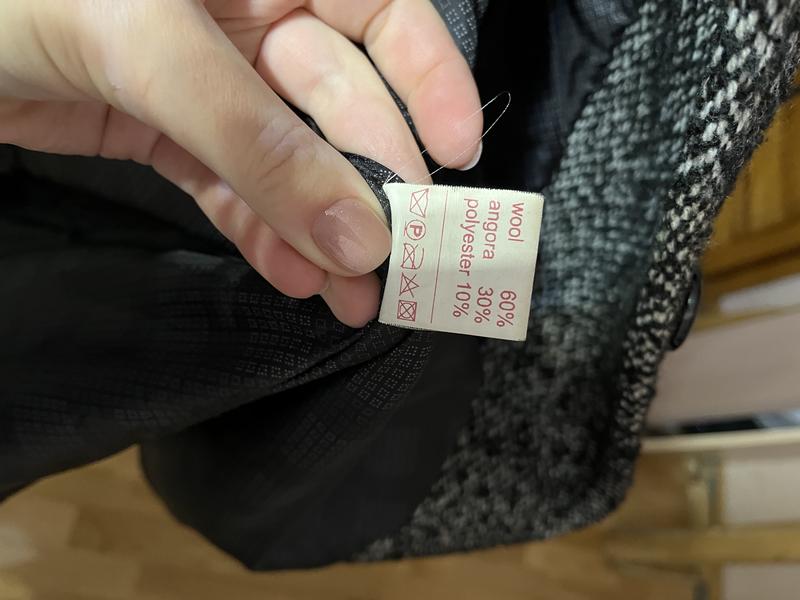 wool 60%
angora 30%
polyester 10%
P